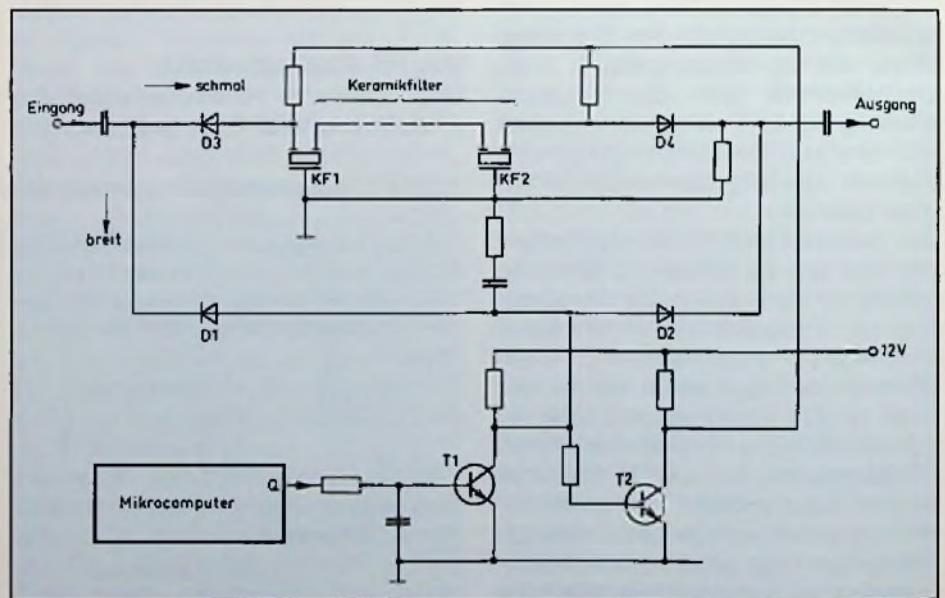 schmal
Keramikfilter
Eingang
Ausgang
D3
D4
KF1
KF2
breit
D1
D2
12V
T1
T2
Q
Mikrocomputer